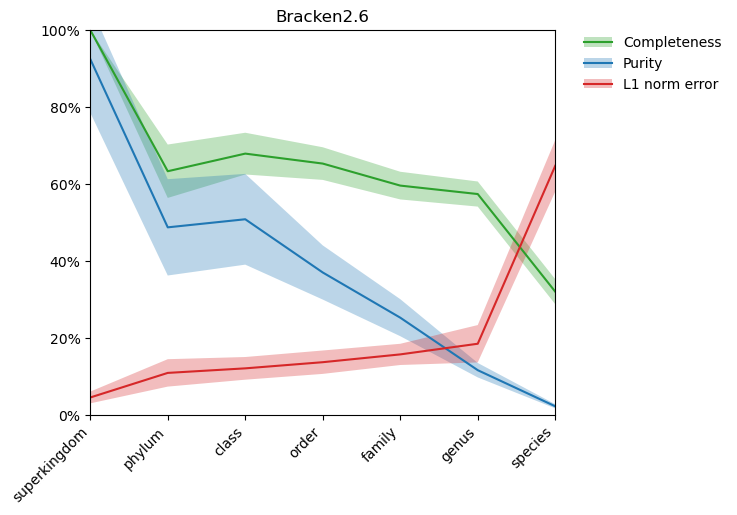 Bracken2.6
100%
80%
60%
40%
20%
0%
superkingdom
phylum
class
order
family
genus
species
Completeness
Purity
L1 norm error